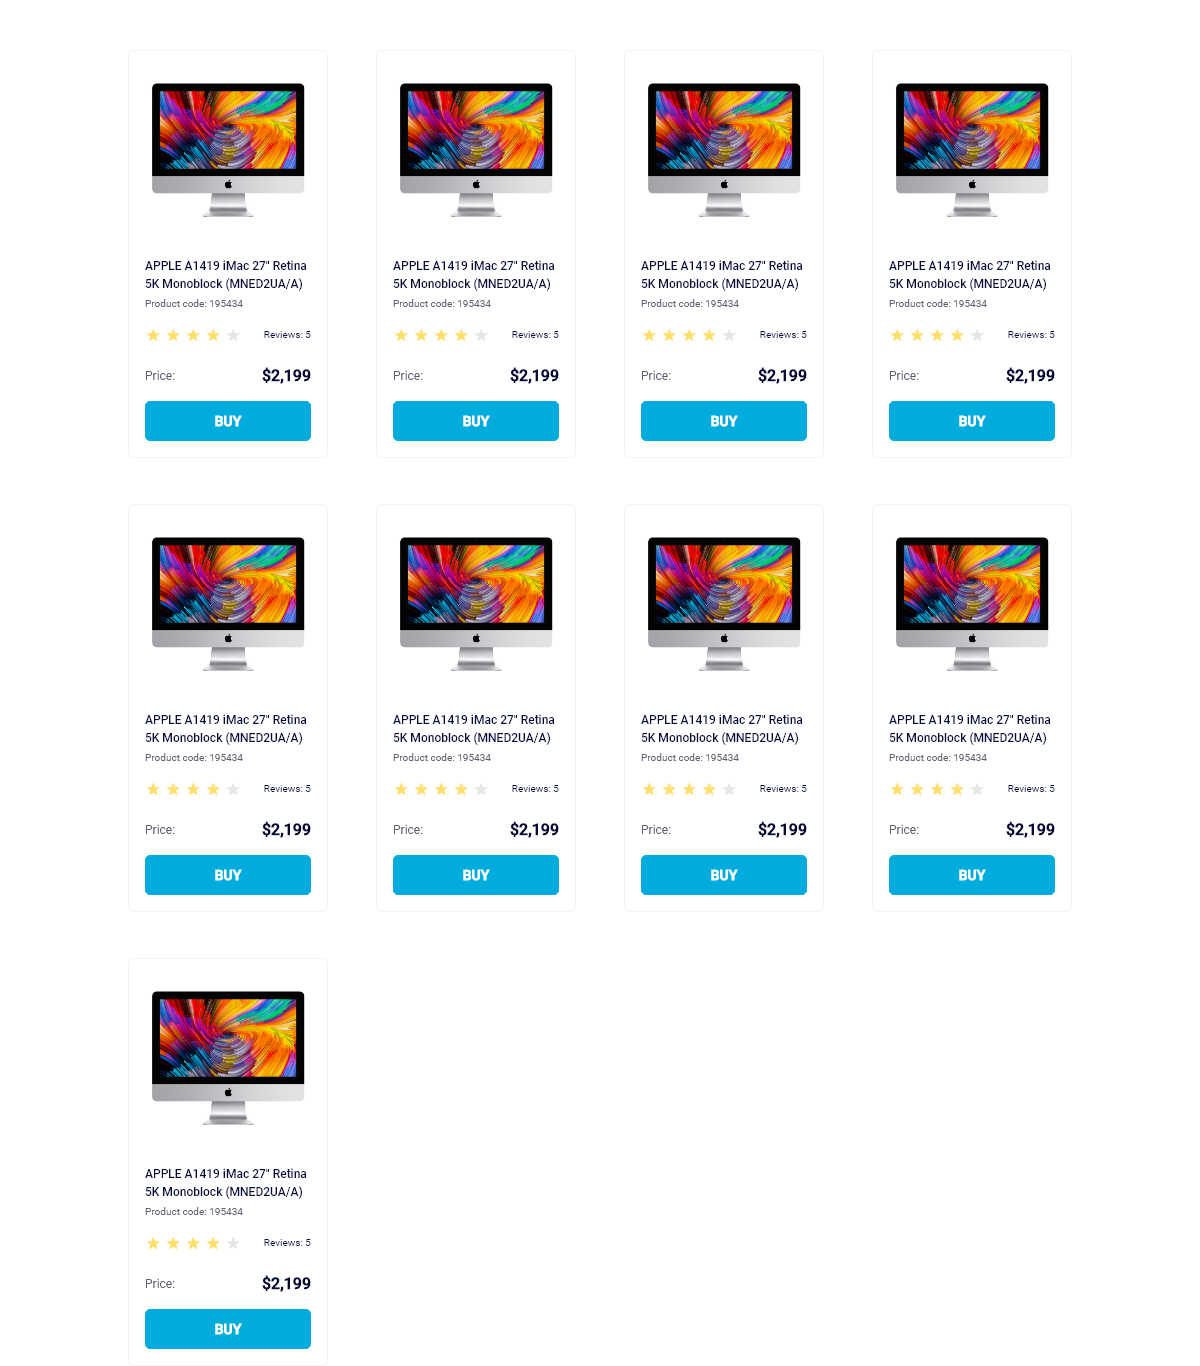 APPLE A1419 iMac 27" Retina
5K Monoblock (MNED2UA/A)
Product code: 195434
Reviews: 5
Price: $2,199
BUY
APPLE A1419 iMac 27" Retina
5K Monoblock (MNED2UA/A)
Product code: 195434
Reviews: 5
Price: $2,199
BUY
APPLE A1419 iMac 27" Retina
5K Monoblock (MNED2UA/A)
Product code: 195434
Reviews: 5
Price: $2,199
BUY
APPLE A1419 iMac 27" Retina
5K Monoblock (MNED2UA/A)
Product code: 195434
Reviews: 5
Price: $2,199
BUY
APPLE A1419 iMac 27" Retina
5K Monoblock (MNED2UA/A)
Product code: 195434
Reviews: 5
Price: $2,199
BUY
APPLE A1419 iMac 27" Retina
5K Monoblock (MNED2UA/A)
Product code: 195434
Reviews: 5
Price: $2,199
BUY
APPLE A1419 iMac 27" Retina
5K Monoblock (MNED2UA/A)
Product code: 195434
Reviews: 5
Price: $2,199
BUY
APPLE A1419 iMac 27" Retina
5K Monoblock (MNED2UA/A)
Product code: 195434
Reviews: 5
Price: $2,199
BUY
APPLE A1419 iMac 27" Retina
5K Monoblock (MNED2UA/A)
Product code: 195434
Reviews: 5
Price: $2,199
BUY